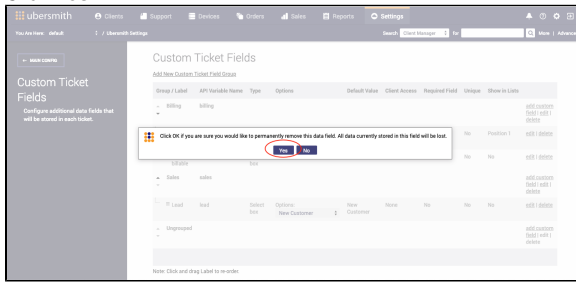 ubersmith Clients Support Devices Orders Sales Reports Settings
You Are Here: default / Ubersmith Settings Search Client Manager for More | Advanced
← MAIN CONFIG
Custom Ticket Fields
Configure additional data fields that will be stored in each ticket.
Custom Ticket Fields
Add New Custom Ticket Field Group
Group / Label API Variable Name Type Options Default Value Client Access Required Field Unique Show in Lists
Billing billing add custom field | edit | delete
Click OK if you are sure you would like to permanently remove this data field. All data currently stored in this field will be lost.
Yes No
No Position 1 edit | delete
billable box No No edit | delete
Sales sales add custom field | edit | delete
Lead lead Select box Options: New Customer New Customer None No No No edit | delete
Ungrouped add custom field | edit | delete
Note: Click and drag Label to re-order.